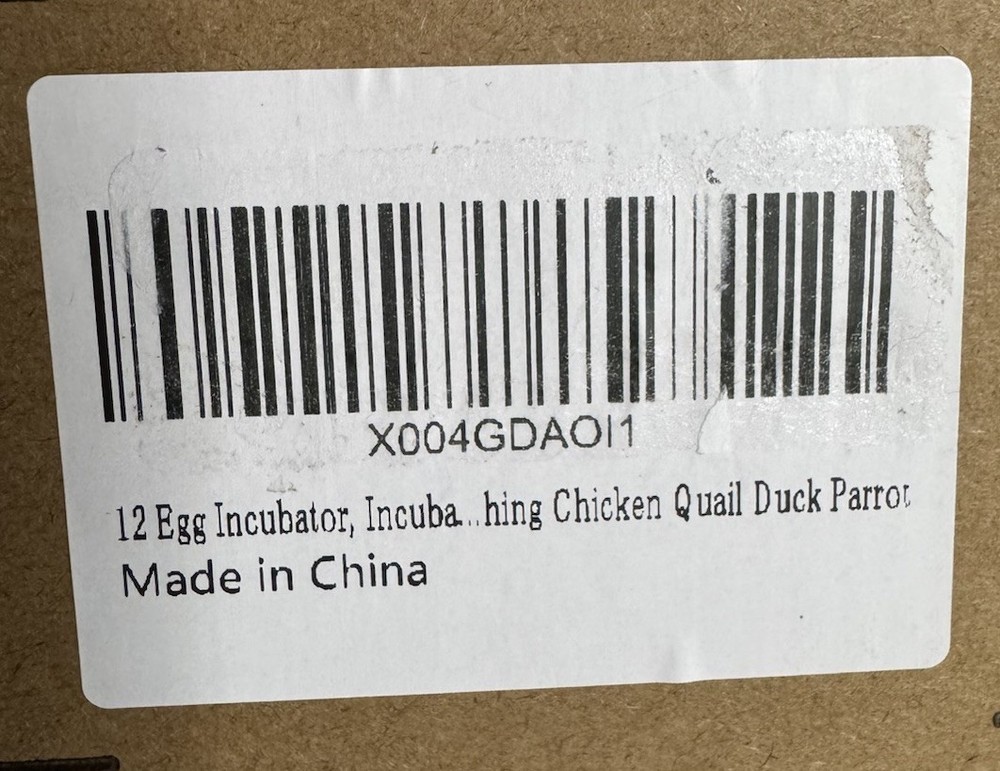 X004GDAOI1
12 Egg Incubator, Incuba...hing Chicken Quail Duck Parrot
Made in China